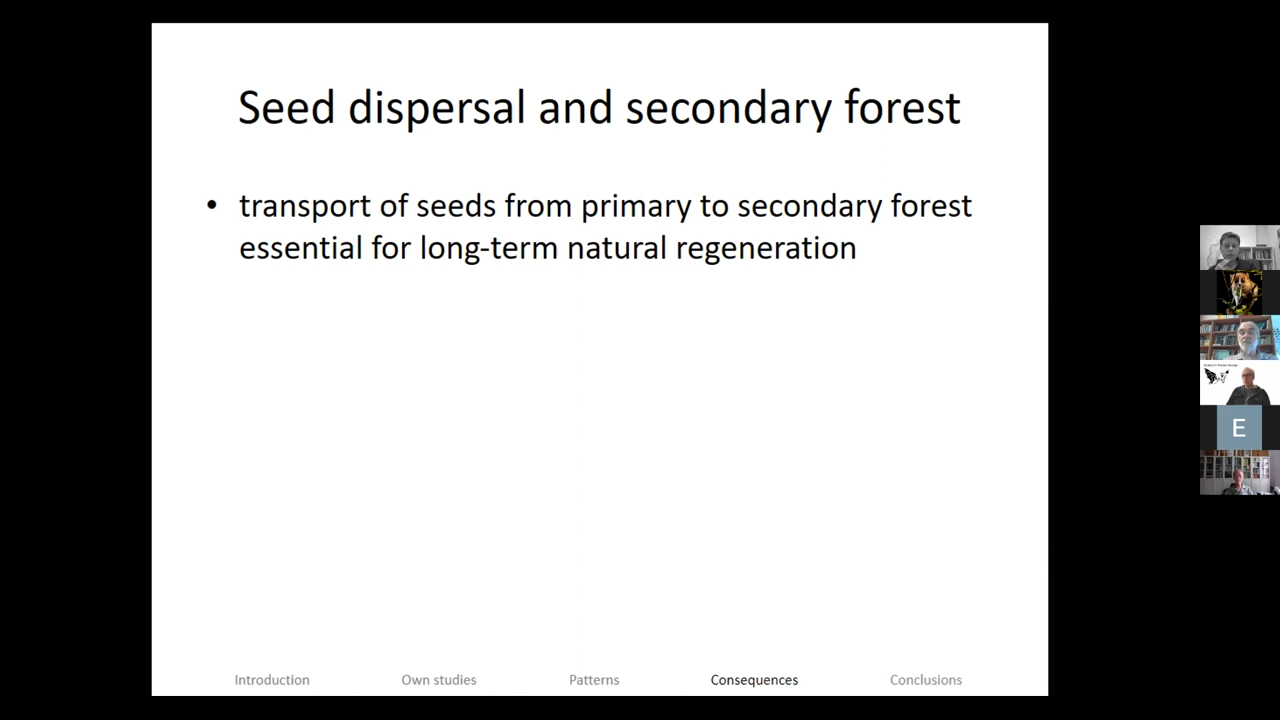 Seed dispersal and secondary forest
• transport of seeds from primary to secondary forest
essential for long-term natural regeneration
E
Introduction Own studies Patterns Consequences Conclusions